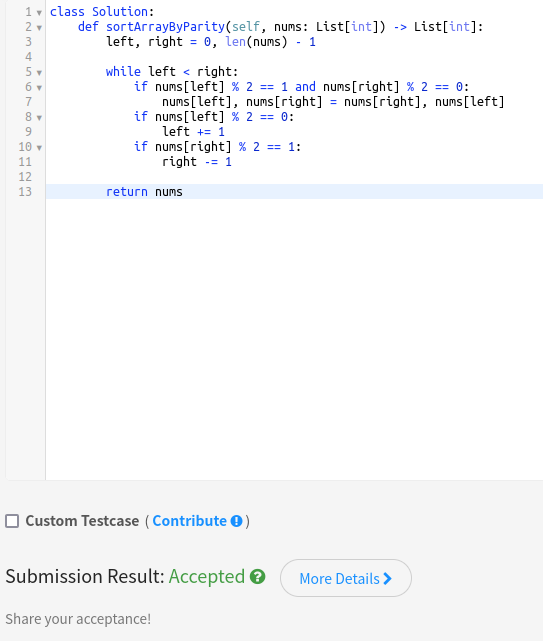 1 class Solution:
2 def sortArrayByParity(self, nums: List[int]) -> List[int]:
3 left, right = 0, len(nums) - 1
4
5 while left < right:
6 if nums[left] % 2 == 1 and nums[right] % 2 == 0:
7 nums[left], nums[right] = nums[right], nums[left]
8 if nums[left] % 2 == 0:
9 left += 1
10 if nums[right] % 2 == 1:
11 right -= 1
12
13 return nums
Custom Testcase ( Contribute )
Submission Result: Accepted More Details
Share your acceptance!